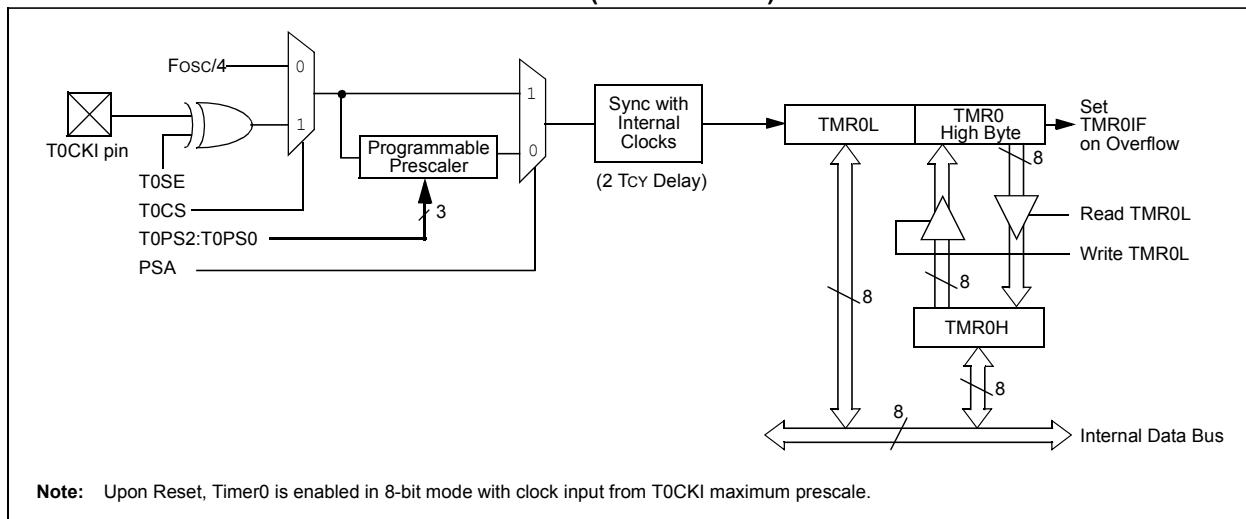 Fosc/4
0
1
T0CKI pin
T0SE
T0CS
T0PS2:T0PS0
PSA
Programmable
Prescaler
3
1
0
Sync with
Internal
Clocks
(2 TCY Delay)
TMR0L
TMR0
High Byte
Set
TMR0IF
on Overflow
8
Read TMR0L
Write TMR0L
8
8
TMR0H
8
8
Internal Data Bus
Note: Upon Reset, Timer0 is enabled in 8-bit mode with clock input from T0CKI maximum prescale.